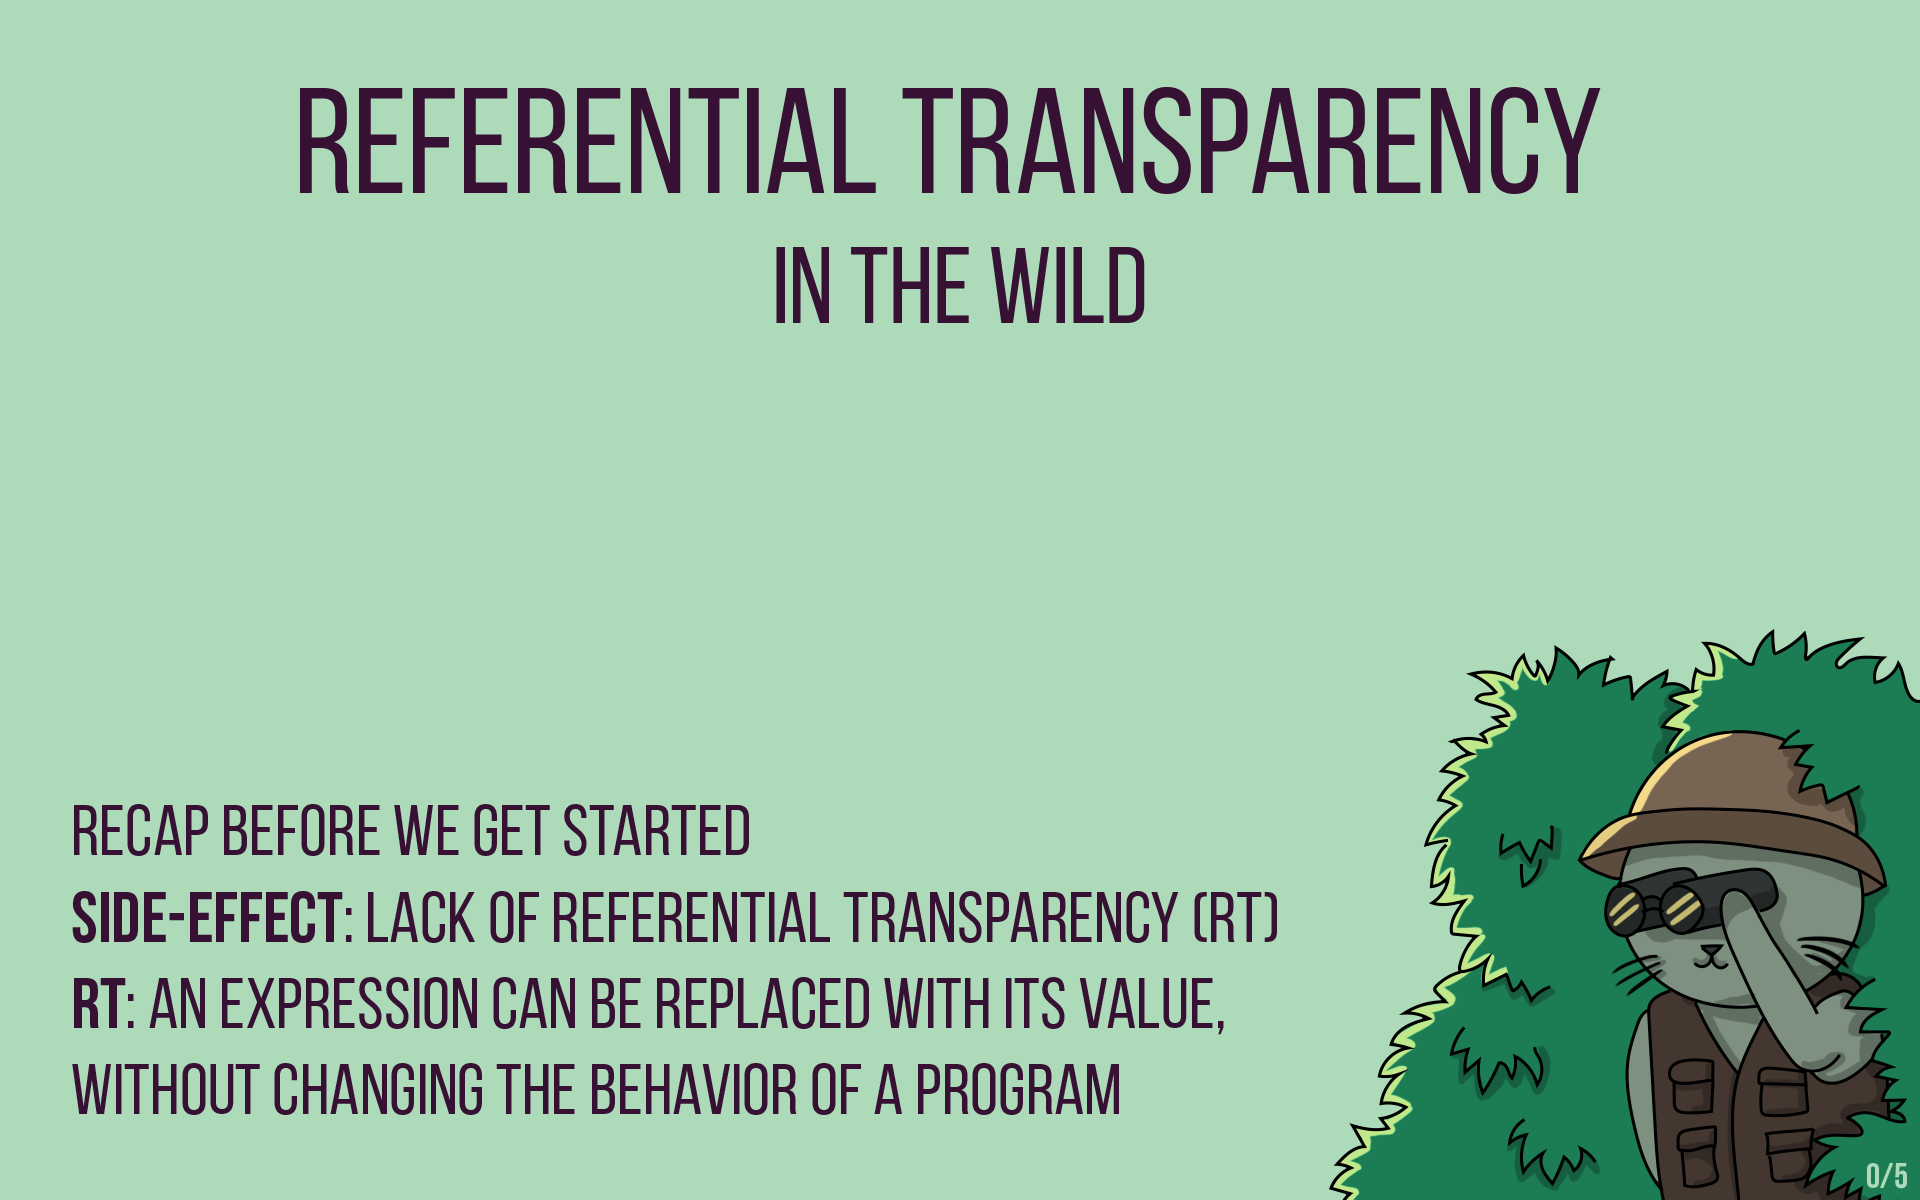 REFERENTIAL TRANSPARENCY
IN THE WILD
RECAP BEFORE WE GET STARTED
SIDE-EFFECT: LACK OF REFERENTIAL TRANSPARENCY (RT)
RT: AN EXPRESSION CAN BE REPLACED WITH ITS VALUE,
WITHOUT CHANGING THE BEHAVIOR OF A PROGRAM
0/5